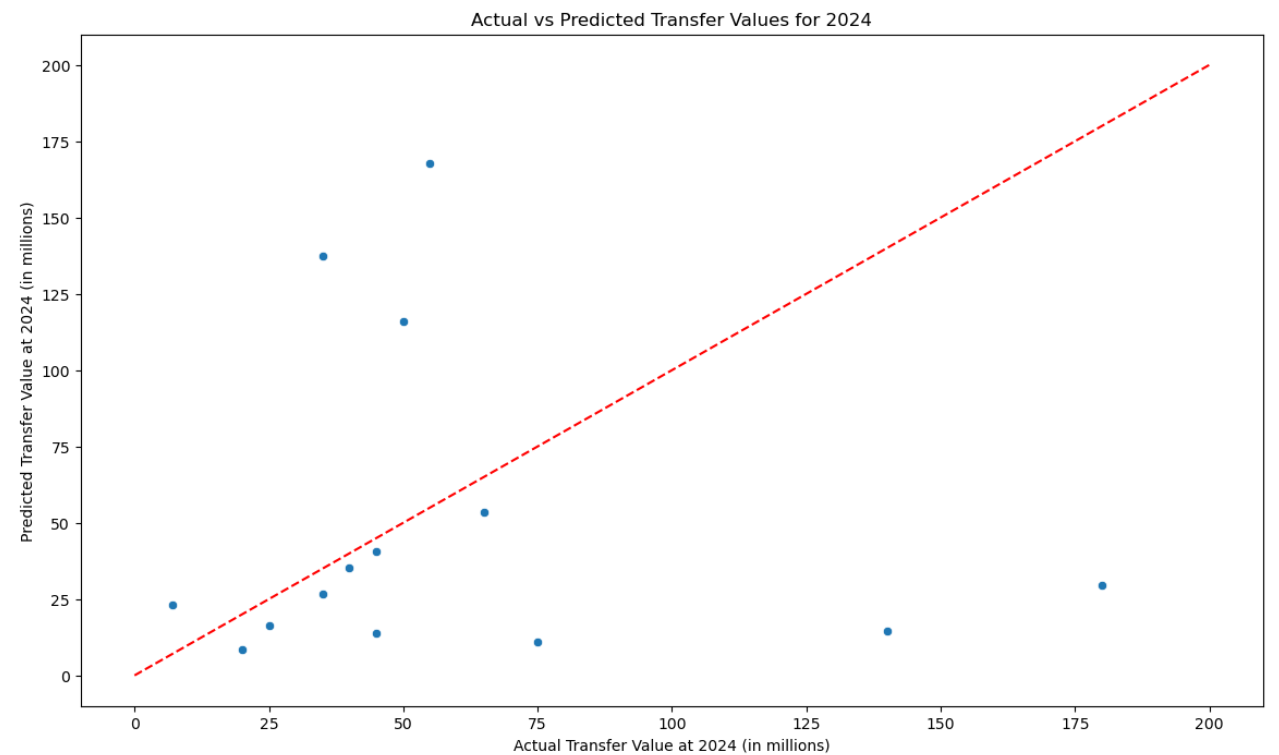 Actual vs Predicted Transfer Values for 2024
Predicted Transfer Value at 2024 (in millions)
200
175
150
125
100
75
50
25
0
0 25 50 75 100 125 150 175 200
Actual Transfer Value at 2024 (in millions)